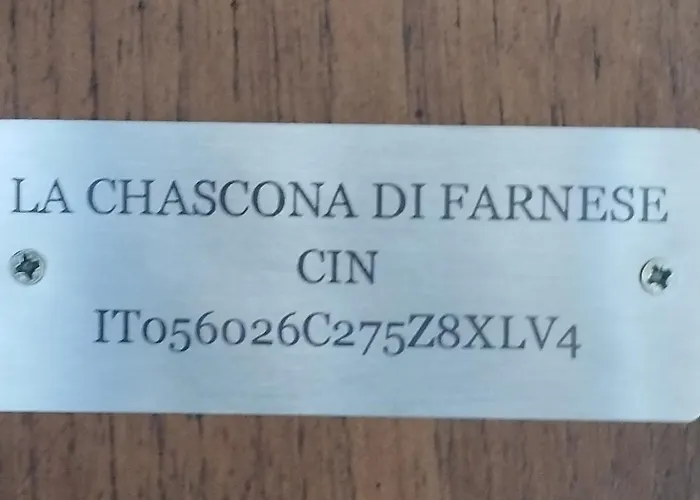 LA CHASCONA DI FARNESE
CIN
IT056026C275Z8XLV4